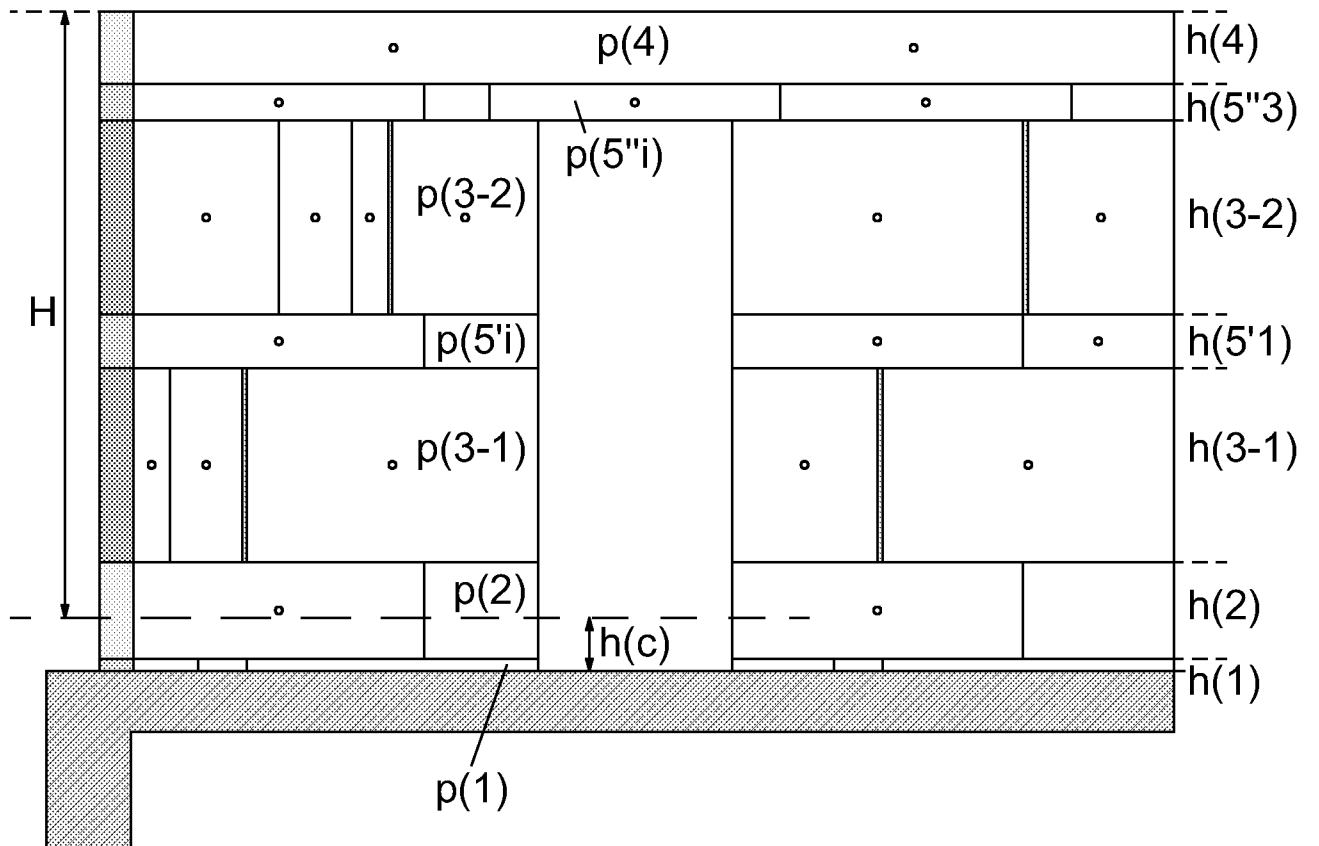 p(4)
h(4)
h(5"3)
p(5"i)
p(3-2)
h(3-2)
H
p(5'i)
h(5'1)
p(3-1)
h(3-1)
p(2)
h(2)
h(c)
h(1)
p(1)